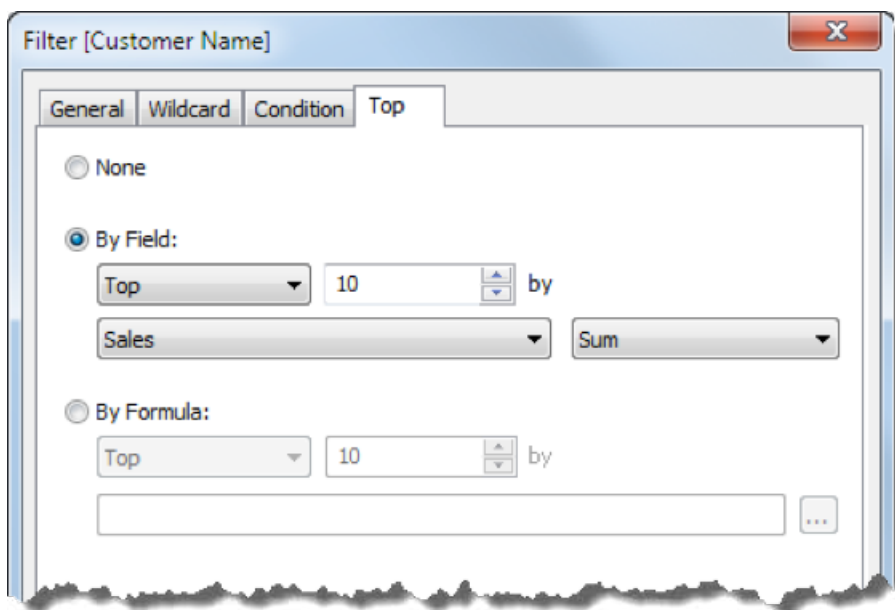 Filter [Customer Name]
General Wildcard Condition Top
None
By Field:
Top 10 by
Sales Sum
By Formula:
Top 10 by
...